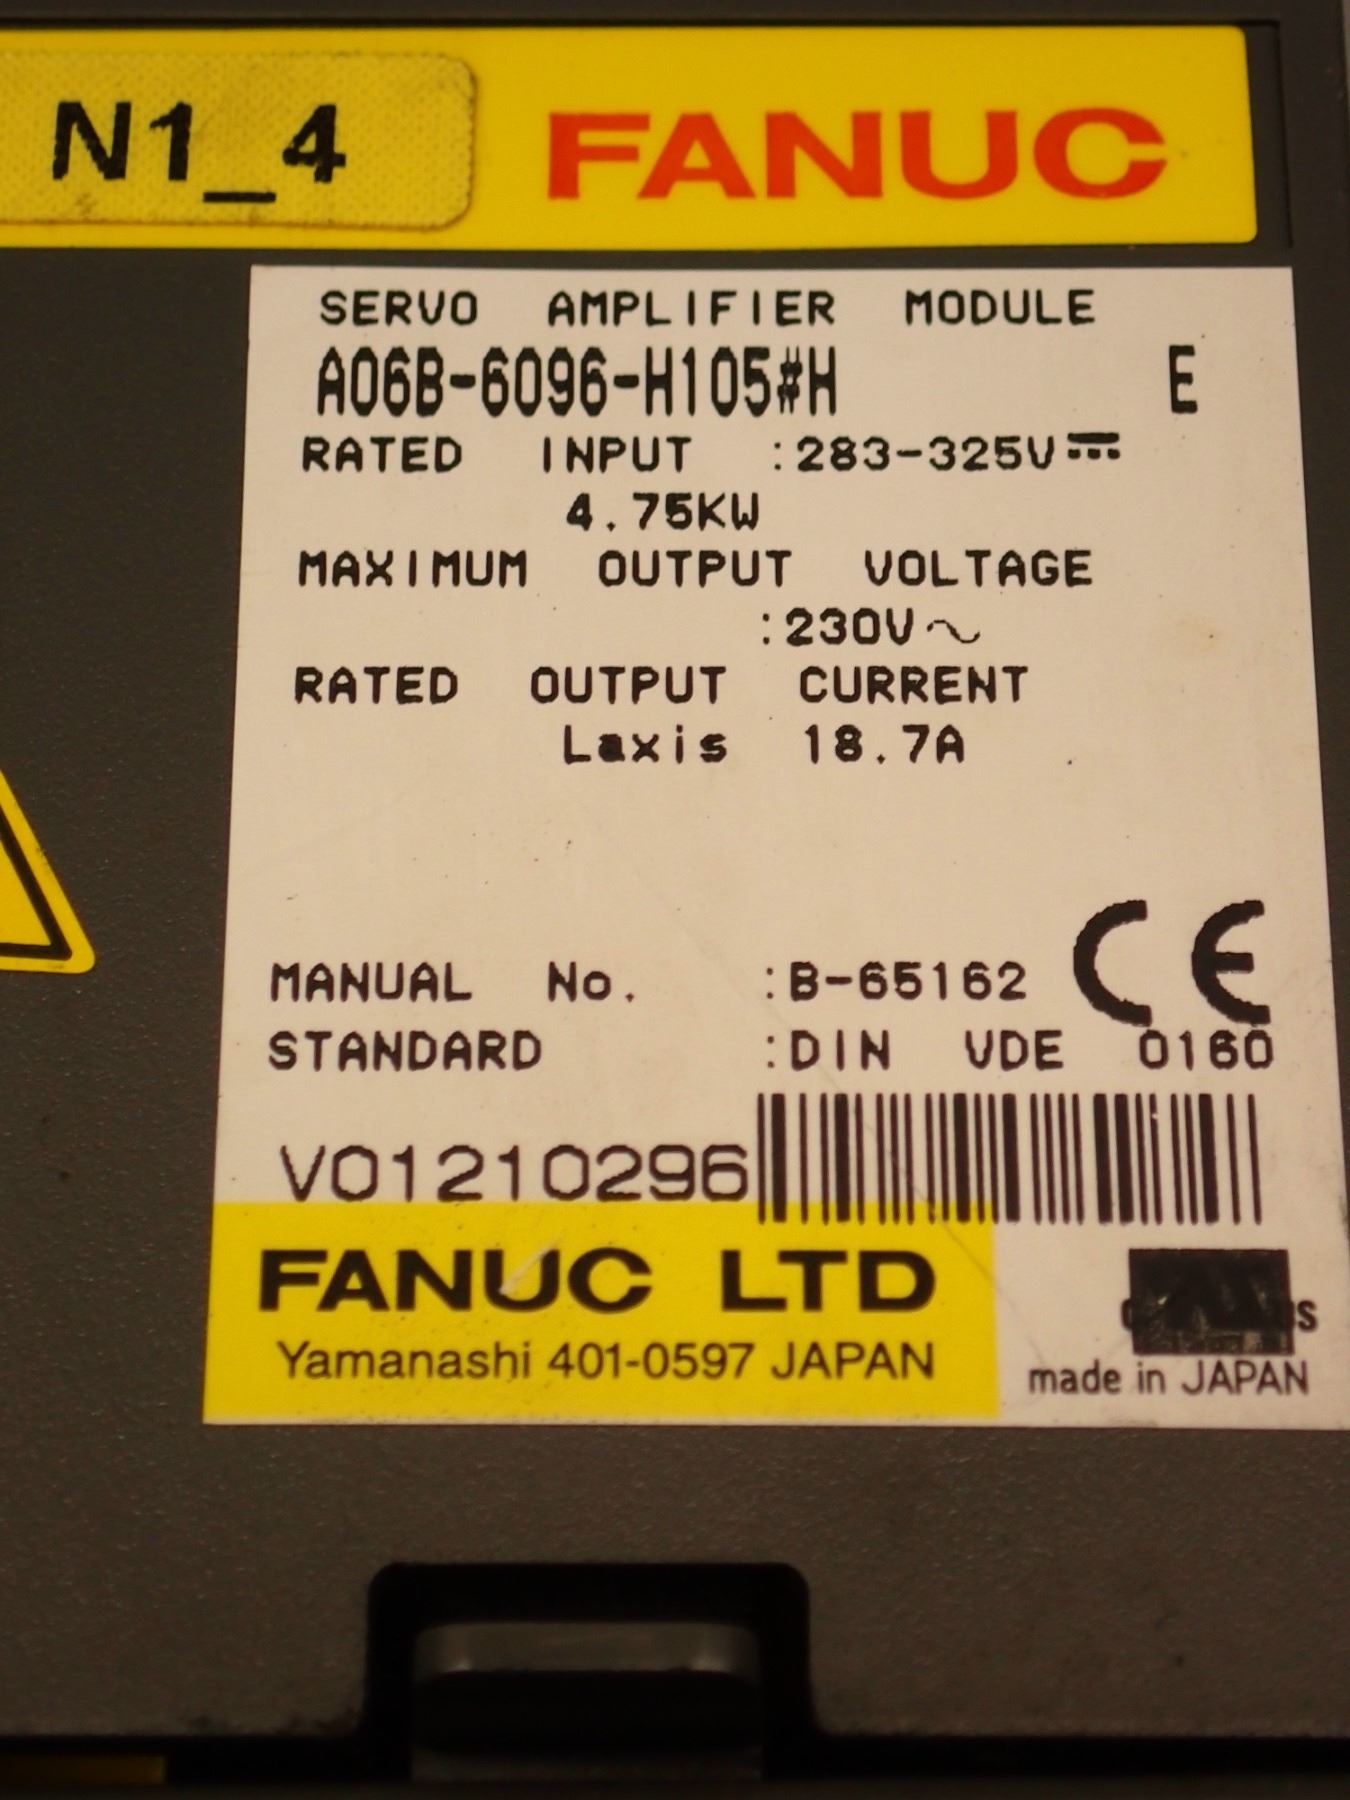 N1_4
FANUC
SERVO AMPLIFIER MODULE
A06B-6096-H105#H E
RATED INPUT :283-325V⎓
4.75KW
MAXIMUM OUTPUT VOLTAGE
:230V～
RATED OUTPUT CURRENT
Laxis 18.7A
CE
MANUAL No. :B-65162
STANDARD :DIN VDE 0160
V01210296
FANUC LTD
Yamanashi 401-0597 JAPAN
made in JAPAN